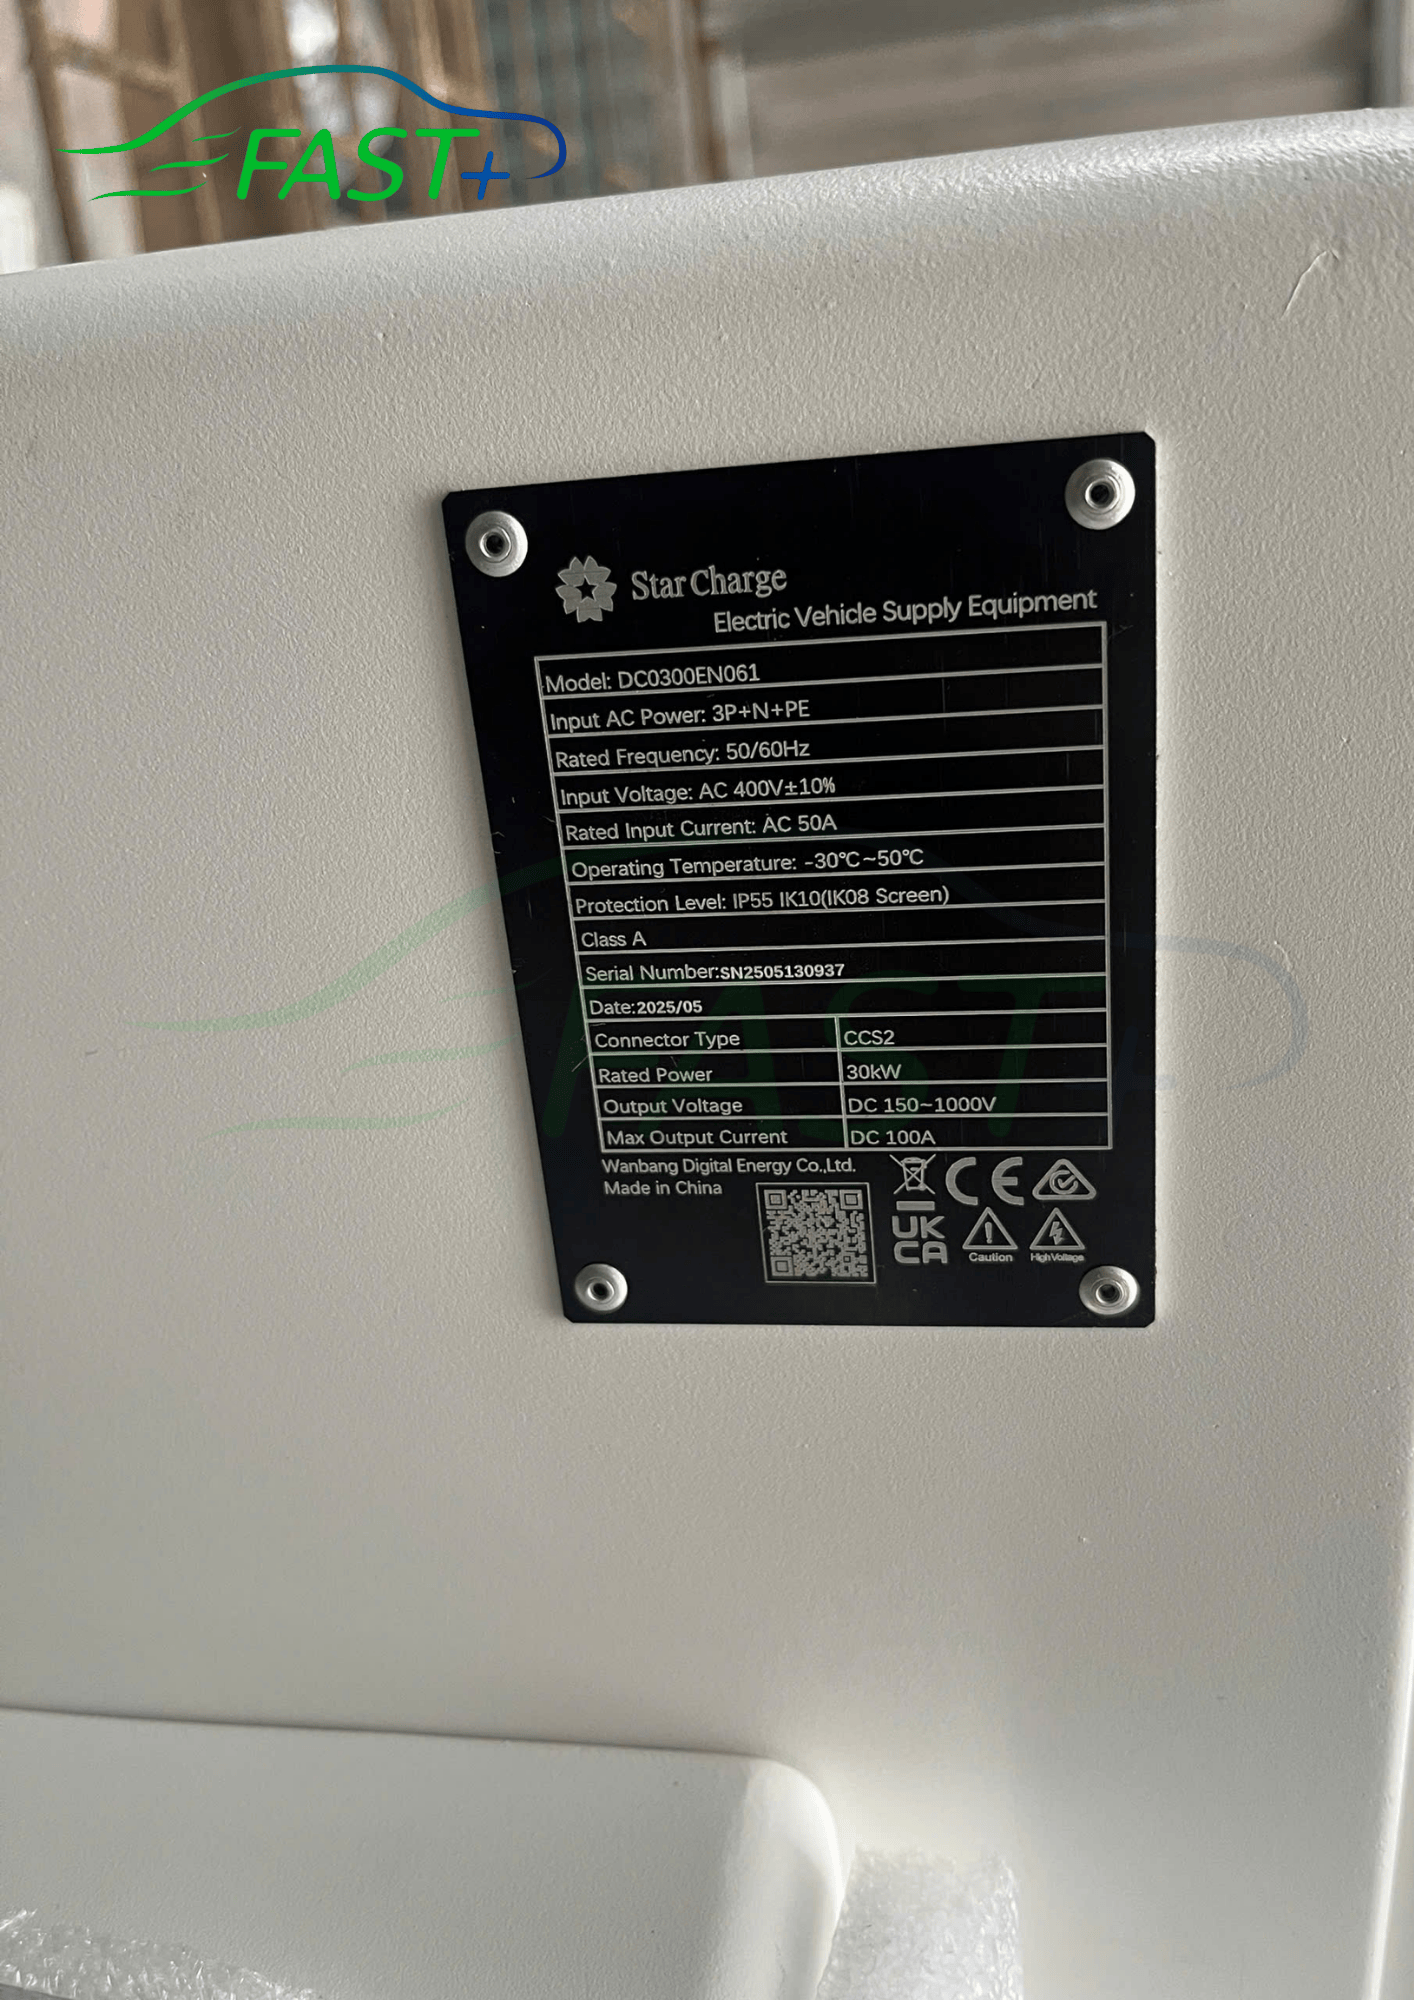 FAST+
Star Charge
Electric Vehicle Supply Equipment
Model: DC0300EN061
Input AC Power: 3P+N+PE
Rated Frequency: 50/60Hz
Input Voltage: AC 400V±10%
Rated Input Current: AC 50A
Operating Temperature: -30℃~50℃
Protection Level: IP55 IK10(IK08 Screen)
Class A
Serial Number:SN2505130937
Date:2025/05
Connector Type CCS2
Rated Power 30kW
Output Voltage DC 150~1000V
Max Output Current DC 100A
Wanbang Digital Energy Co.,Ltd.
Made in China
CE
UK
CA
Caution
High Voltage
FAST+